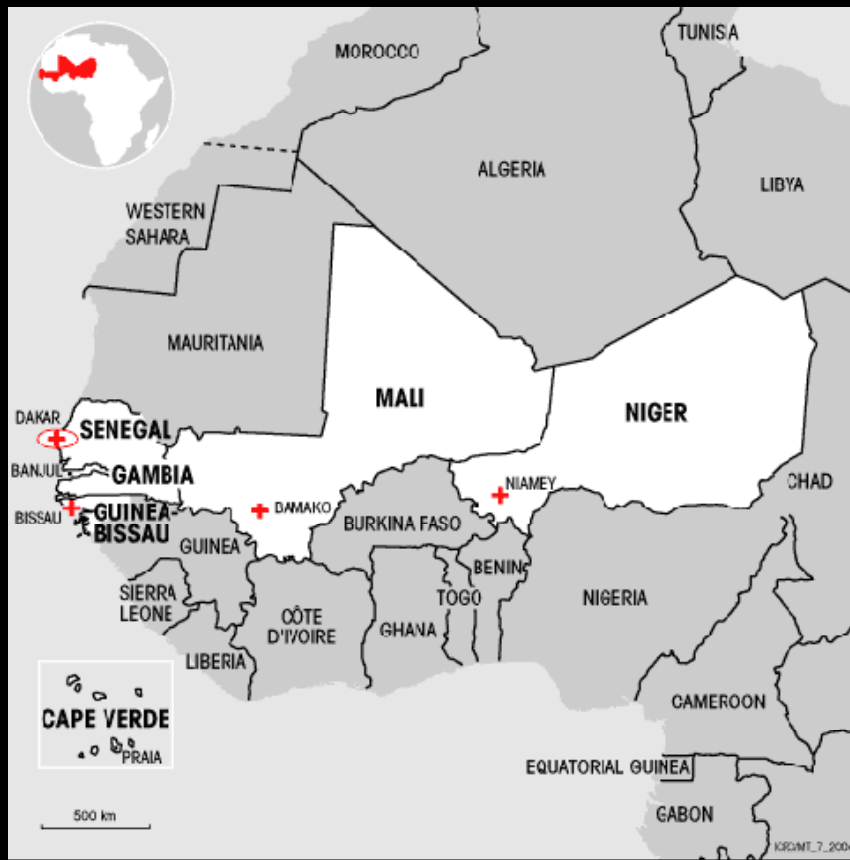 TUNISIA
MOROCCO
ALGERIA
LIBYA
WESTERN
SAHARA
MAURITANIA
MALI
NIGER
DAKAR
SENEGAL
BANJUL
GAMBIA
NIAMEY
CHAD
BISSAU
GUINEA-
BISSAU
BAMAKO
BURKINA FASO
GUINEA
BENIN
SIERRA
LEONE
TOGO
NIGERIA
CÔTE
D'IVOIRE
GHANA
LIBERIA
CAMEROON
CAPE VERDE
PRAIA
EQUATORIAL GUINEA
500 km
GABON